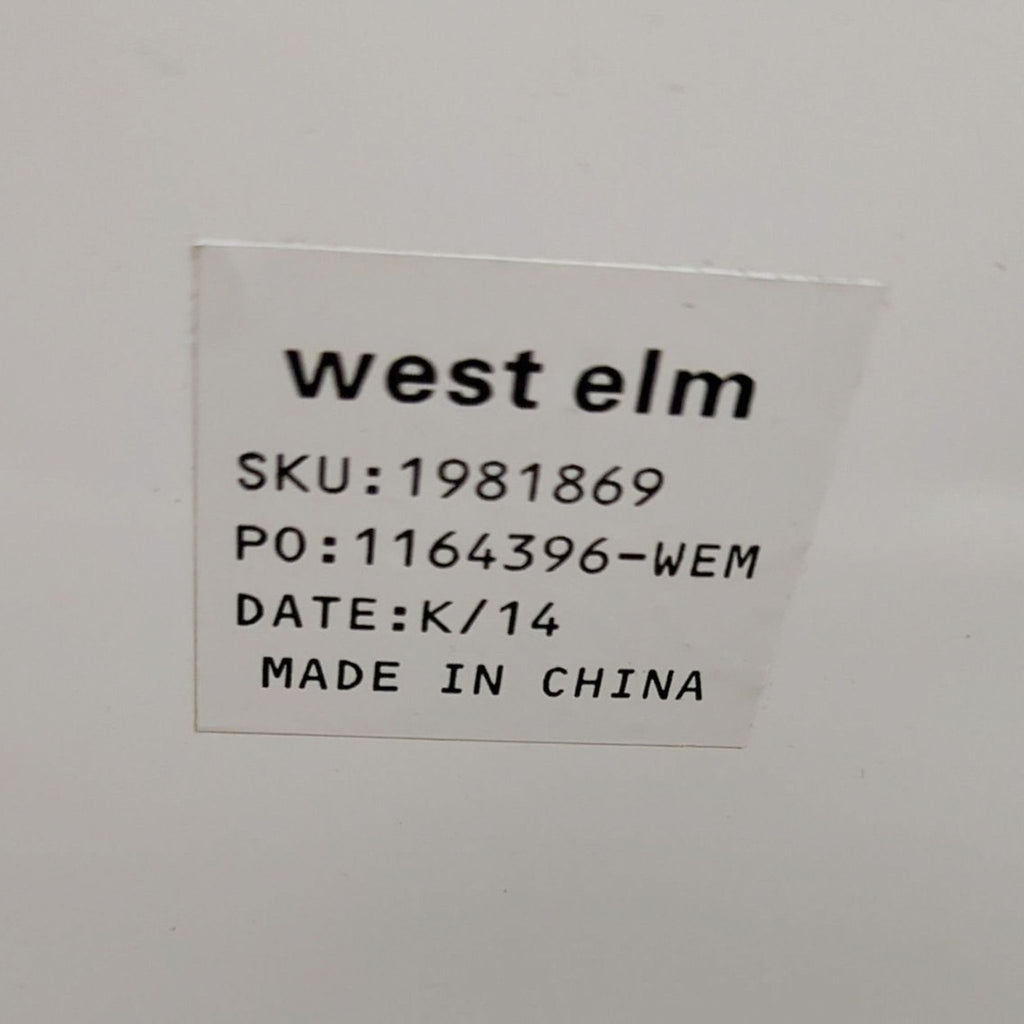 west elm
SKU:1981869
PO:1164396-WEM
DATE:K/14
MADE IN CHINA